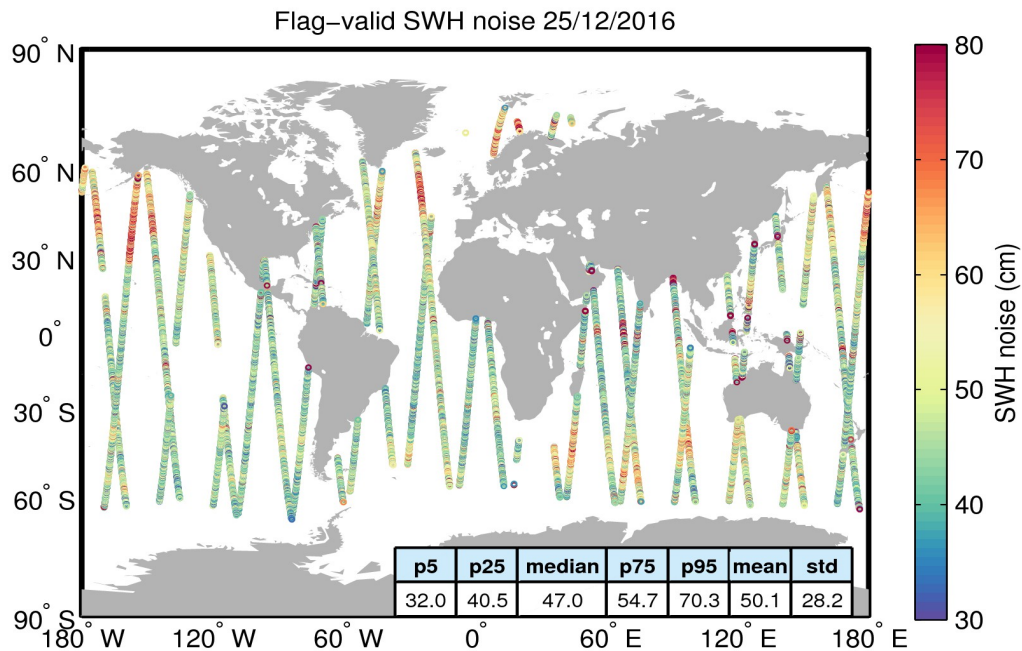 Flag−valid SWH noise 25/12/2016
90° N
60° N
30° N
0°
30° S
60° S
90° S
180° W
120° W
60° W
0°
60° E
120° E
180° E
80
70
60
50
40
30
SWH noise (cm)
p5 p25 median p75 p95 mean std
32.0 40.5 47.0 54.7 70.3 50.1 28.2